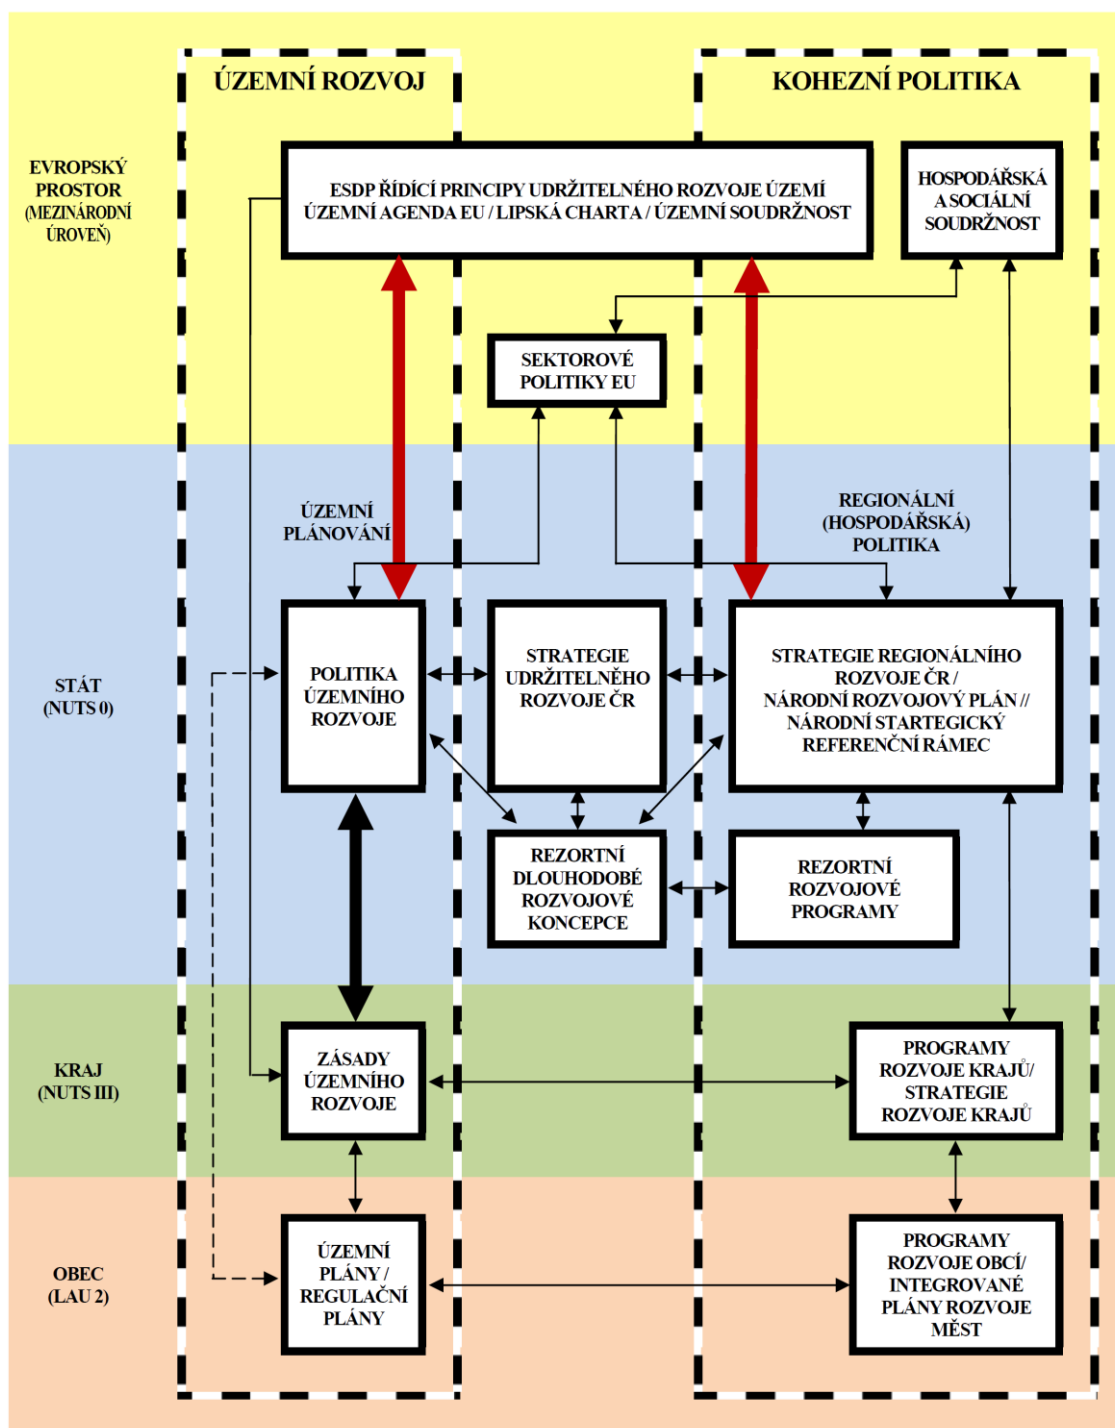 ÚZEMNÍ ROZVOJ
KOHEZNÍ POLITIKA
EVROPSKÝ
PROSTOR
(MEZINÁRODNÍ
ÚROVEŇ)
ESDP ŘÍDÍCÍ PRINCIPY UDRŽITELNÉHO ROZVOJE ÚZEMÍ
ÚZEMNÍ AGENDA EU / LIPSKÁ CHARTA / ÚZEMNÍ SOUDRŽNOST
HOSPODÁŘSKÁ
A SOCIÁLNÍ
SOUDRŽNOST
SEKTOROVÉ
POLITIKY EU
ÚZEMNÍ
PLÁNOVÁNÍ
REGIONÁLNÍ
(HOSPODÁŘSKÁ)
POLITIKA
STÁT
(NUTS 0)
POLITIKA
ÚZEMNÍHO
ROZVOJE
STRATEGIE
UDRŽITELNĚHO
ROZVOJE ČR
STRATEGIE REGIONÁLNÍHO
ROZVOJE ČR /
NÁRODNÍ ROZVOJOVÝ PLÁN //
NÁRODNÍ STARTEGICKÝ
REFERENČNÍ RÁMEC
REZORTNÍ
DLOUHODOBÉ
ROZVOJOVÉ
KONCEPCE
REZORTNÍ
ROZVOJOVÉ
PROGRAMY
KRAJ
(NUTS III)
ZÁSADY
ÚZEMNÍHO
ROZVOJE
PROGRAMY
ROZVOJE KRAJŮ/
STRATEGIE
ROZVOJE KRAJŮ
OBEC
(LAU 2)
ÚZEMNÍ
PLÁNY /
REGULAČNÍ
PLÁNY
PROGRAMY
ROZVOJE OBCÍ/
INTEGROVANÉ
PLÁNY ROZVOJE
MĚST